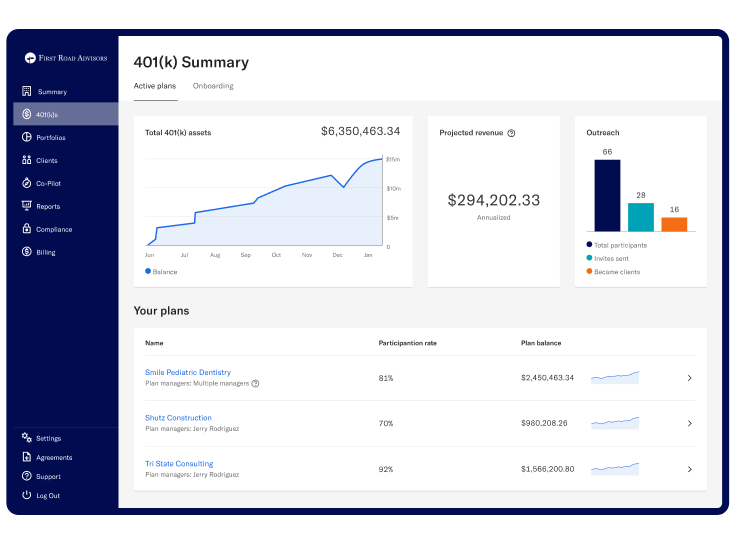 First Road Advisors
Summary
401(k)s
Portfolios
Clients
Co-Pilot
Reports
Compliance
Billing
Settings
Agreements
Support
Log Out
401(k) Summary
Active plans Onboarding
Total 401(k) assets $6,350,463.34
$15m
$10m
$5m
0
Jun Jul Aug Sep Oct Nov Dec Jan
Balance
Projected revenue ?
$294,202.33
Annualized
Outreach
66
28
16
Total participants
Invites sent
Became clients
Your plans
Name Participantion rate Plan balance
Smile Pediatric Dentistry
Plan managers: Multiple managers ?
81% $2,450,463.34
Shutz Construction
Plan managers: Jerry Rodriguez
70% $980,208.26
Tri State Consulting
Plan managers: Jerry Rodriguez
92% $1,566,200.80